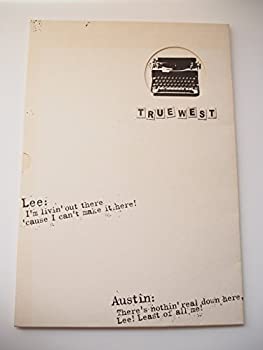 TRUE WEST
Lee:
I'm livin' out there
'cause I can't make it here!
Austin:
There's nothin' real down here,
Lee! Least of all me!